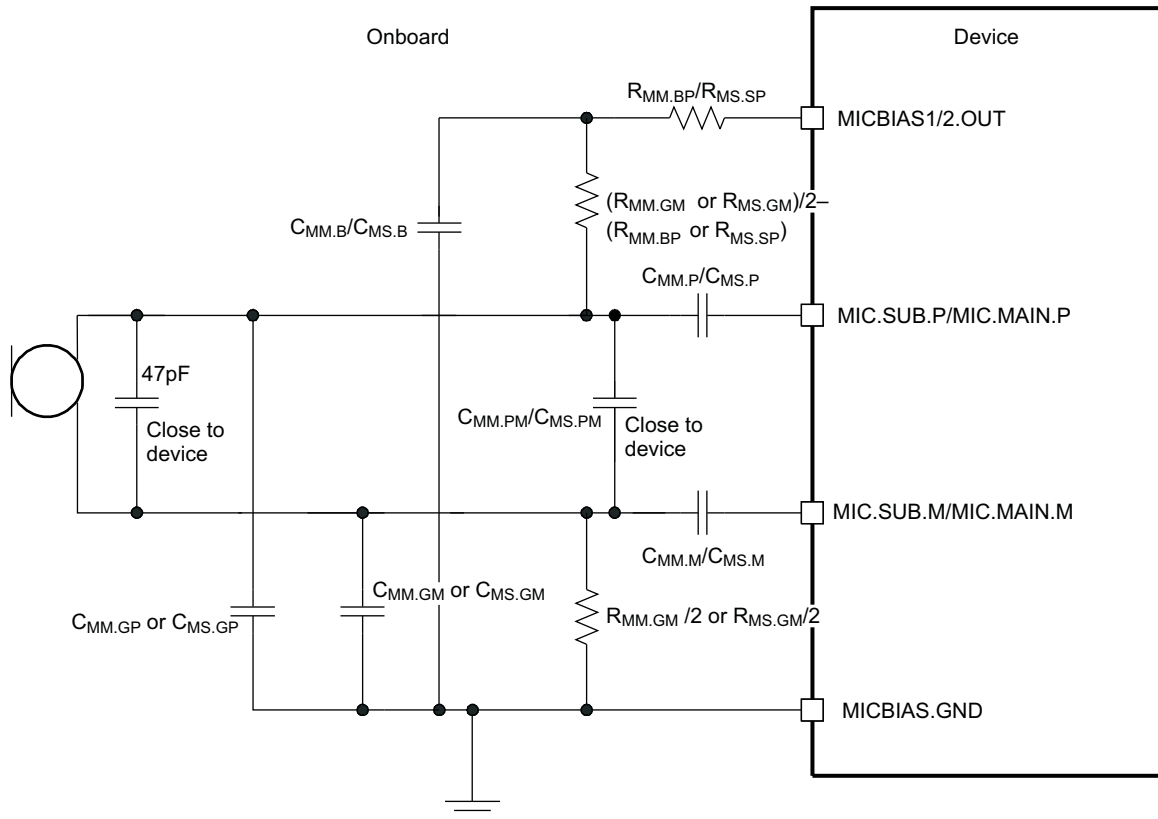 Onboard
Device
RMM.BP/RMS.SP
MICBIAS1/2.OUT
(RMM.GM or RMS.GM)/2–
(RMM.BP or RMS.SP)
CMM.B/CMS.B
CMM.P/CMS.P
MIC.SUB.P/MIC.MAIN.P
47pF
Close to
device
CMM.PM/CMS.PM
Close to
device
MIC.SUB.M/MIC.MAIN.M
CMM.M/CMS.M
CMM.GM or CMS.GM
CMM.GP or CMS.GP
RMM.GM /2 or RMS.GM/2
MICBIAS.GND